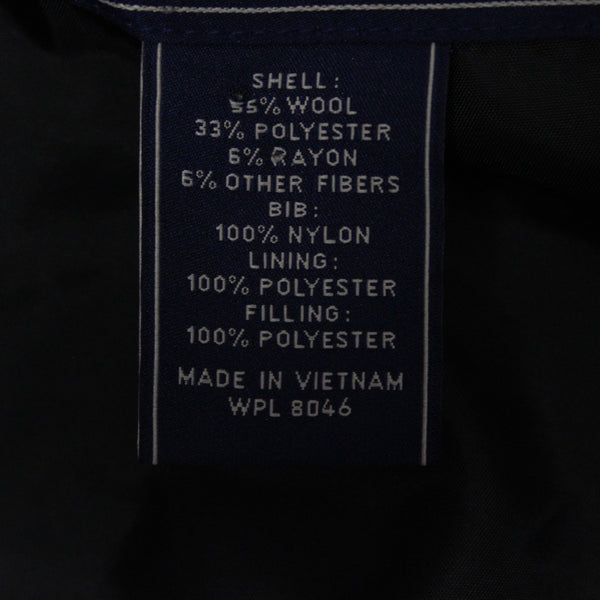 SHELL:
55% WOOL
33% POLYESTER
6% RAYON
6% OTHER FIBERS
BIB:
100% NYLON
LINING:
100% POLYESTER
FILLING:
100% POLYESTER
MADE IN VIETNAM
WPL 8046